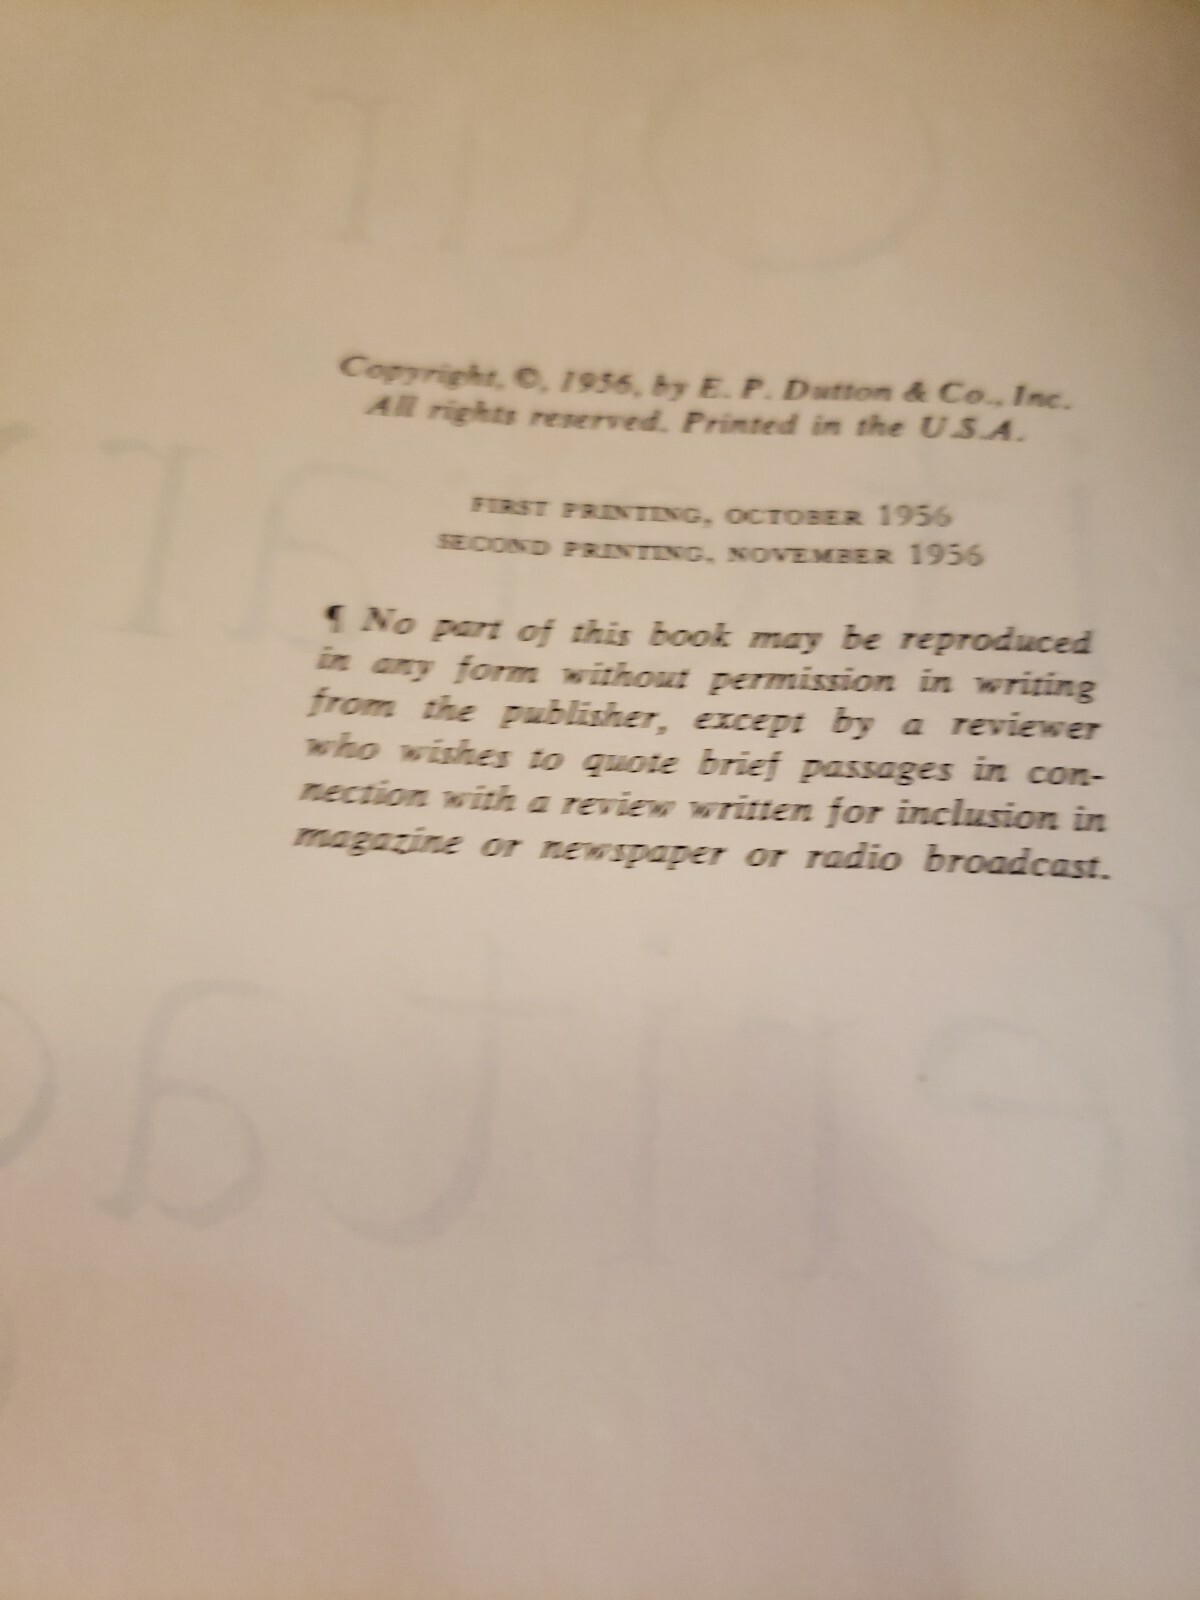 Copyright, ©, 1956, by E. P. Dutton & Co., Inc.
All rights reserved. Printed in the U.S.A.
FIRST PRINTING, OCTOBER 1956
SECOND PRINTING, NOVEMBER 1956
¶ No part of this book may be reproduced
in any form without permission in writing
from the publisher, except by a reviewer
who wishes to quote brief passages in con-
nection with a review written for inclusion in
magazine or newspaper or radio broadcast.